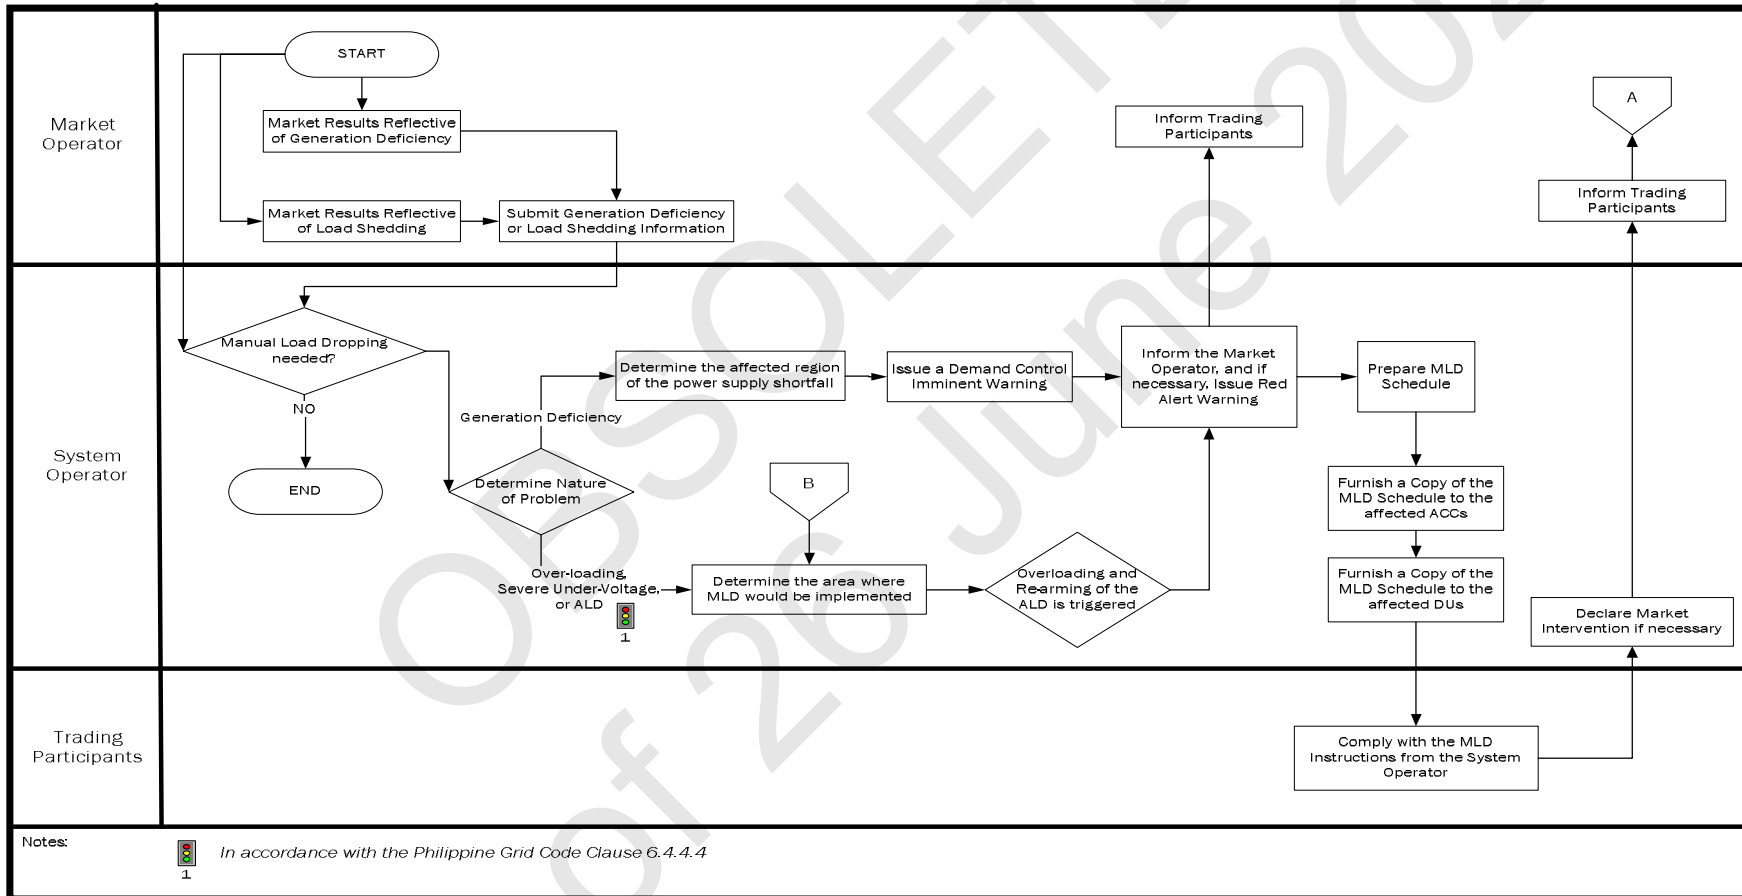 OBSOLETE
of 26 June 202
Market
Operator
START
Market Results Reflective
of Generation Deficiency
Market Results Reflective
of Load Shedding
Submit Generation Deficiency
or Load Shedding Information
Inform Trading
Participants
A
Inform Trading
Participants
System
Operator
Manual Load Dropping
needed?
NO
END
Generation Deficiency
Determine Nature
of Problem
Over-loading,
Severe Under-Voltage,
or ALD
1
Determine the affected region
of the power supply shortfall
Issue a Demand Control
Imminent Warning
Inform the Market
Operator, and if
necessary, Issue Red
Alert Warning
Prepare MLD
Schedule
B
Determine the area where
MLD would be implemented
Overloading and
Re-arming of the
ALD is triggered
Furnish a Copy of the
MLD Schedule to the
affected ACCs
Furnish a Copy of the
MLD Schedule to the
affected DUs
Declare Market
Intervention if necessary
Trading
Participants
Comply with the MLD
Instructions from the System
Operator
Notes:
1
In accordance with the Philippine Grid Code Clause 6.4.4.4